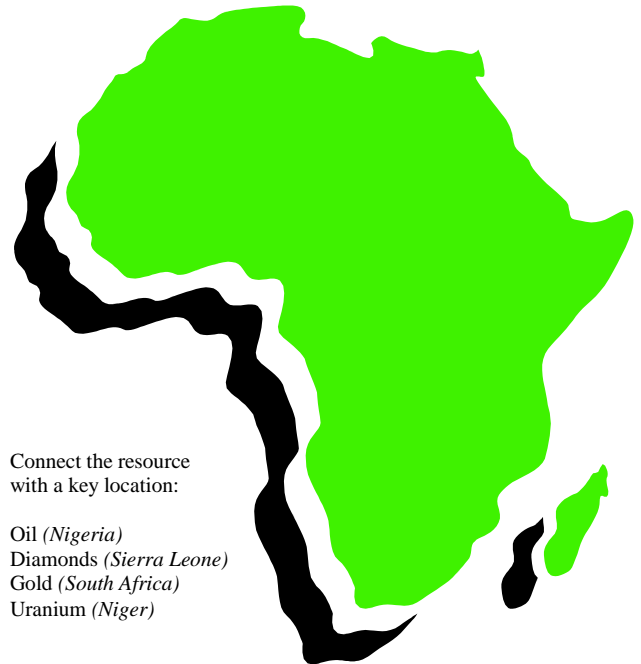 Connect the resource
with a key location:
Oil (Nigeria)
Diamonds (Sierra Leone)
Gold (South Africa)
Uranium (Niger)